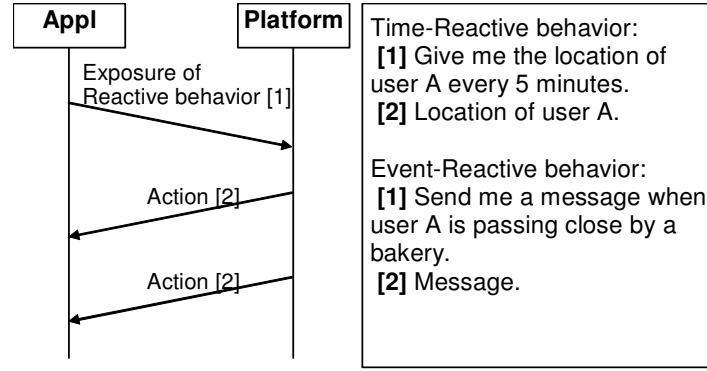 Appl
Platform
Exposure of
Reactive behavior [1]
Action [2]
Action [2]
Time-Reactive behavior:
[1] Give me the location of
user A every 5 minutes.
[2] Location of user A.
Event-Reactive behavior:
[1] Send me a message when
user A is passing close by a
bakery.
[2] Message.